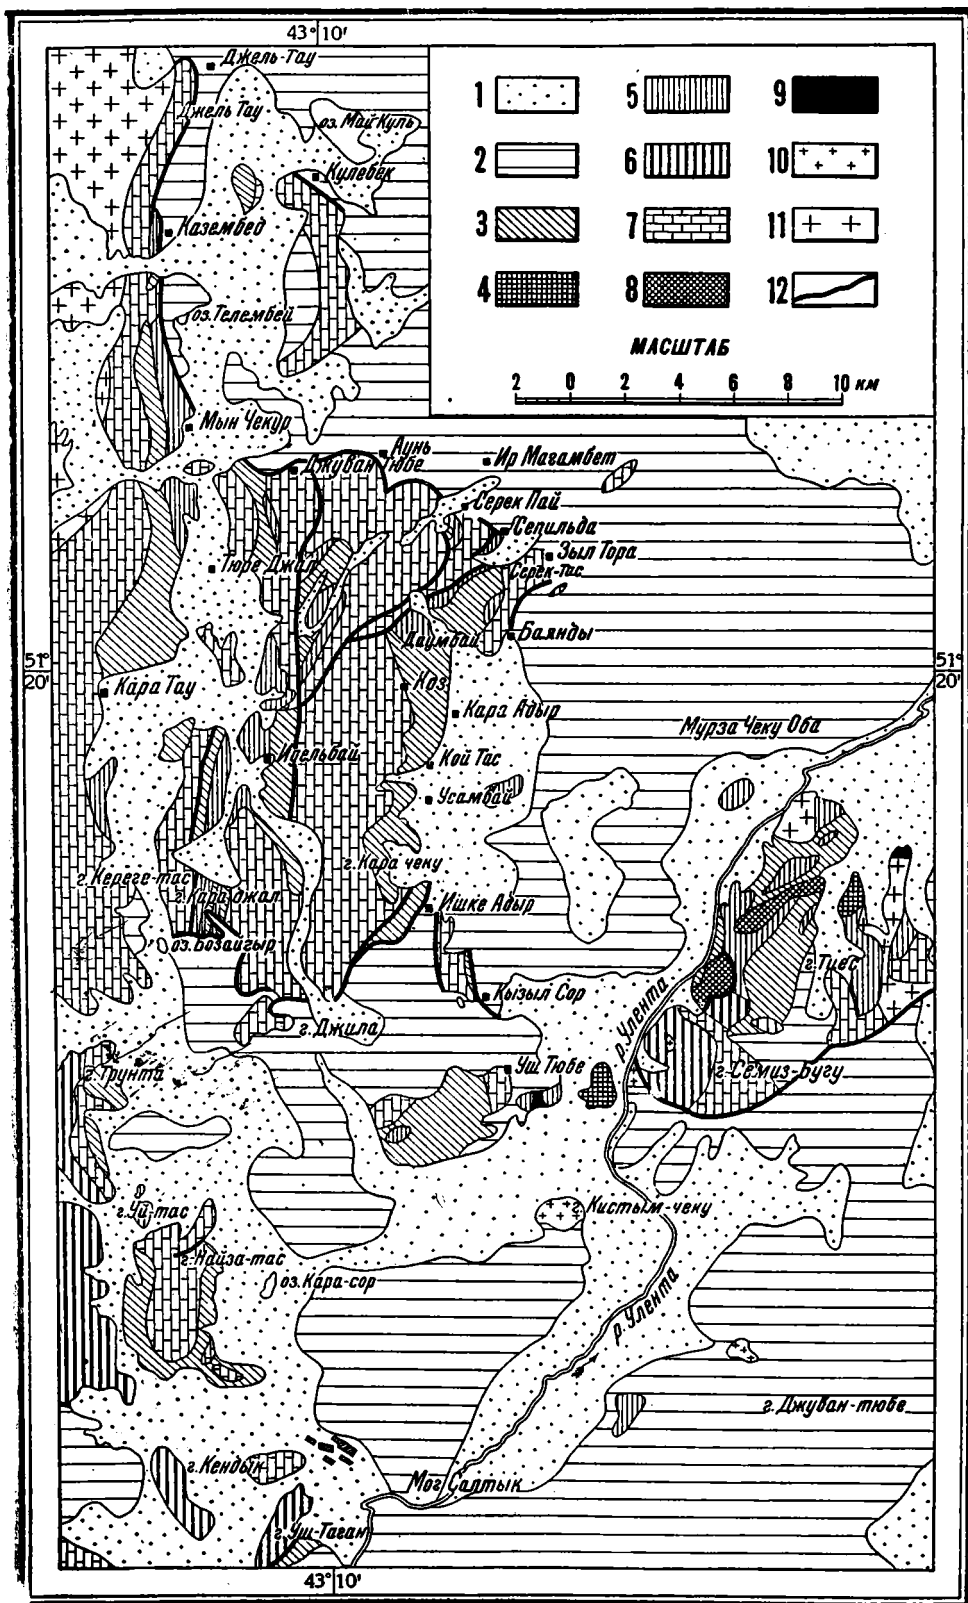 43° 10'
Джель-Тау
Джель Тау
оз. Май Куль
Кулебек
Казембед
оз. Телембей
Мын Чекур
1
2
3
4
5
6
7
8
9
10
11
12
МАСШТАБ
2 0 2 4 6 8 10 км
Аунь
Тюбе
Джуван
Ир Магамбет
Серек Пай
Сепильда
Зыл Тора
Серек-тас
Тюре Джал
Даумбай
Баянды
51°
20'
51°
20'
Кара Тау
Коз
Кара Адыр
Мурза Чеку Оба
Идельбай
Кой Тас
Усамбай
г. Кара чеку
г. Кереге-тас
г. Кара-джал
Ишке Адыр
оз. Бозайгыр
г. Тиес
Кызыл Сор
р. Улента
г. Джила
Уш Тюбе
г. Семиз-Бугу
г. Трунта
г. Уй-тас
г. Кистым-чеку
г. Найза-тас
оз. Кара-сор
р. Улента
г. Джуван-тюбе
г. Кендык
Мог. Салтык
г. Уш-Таган
43° 10'